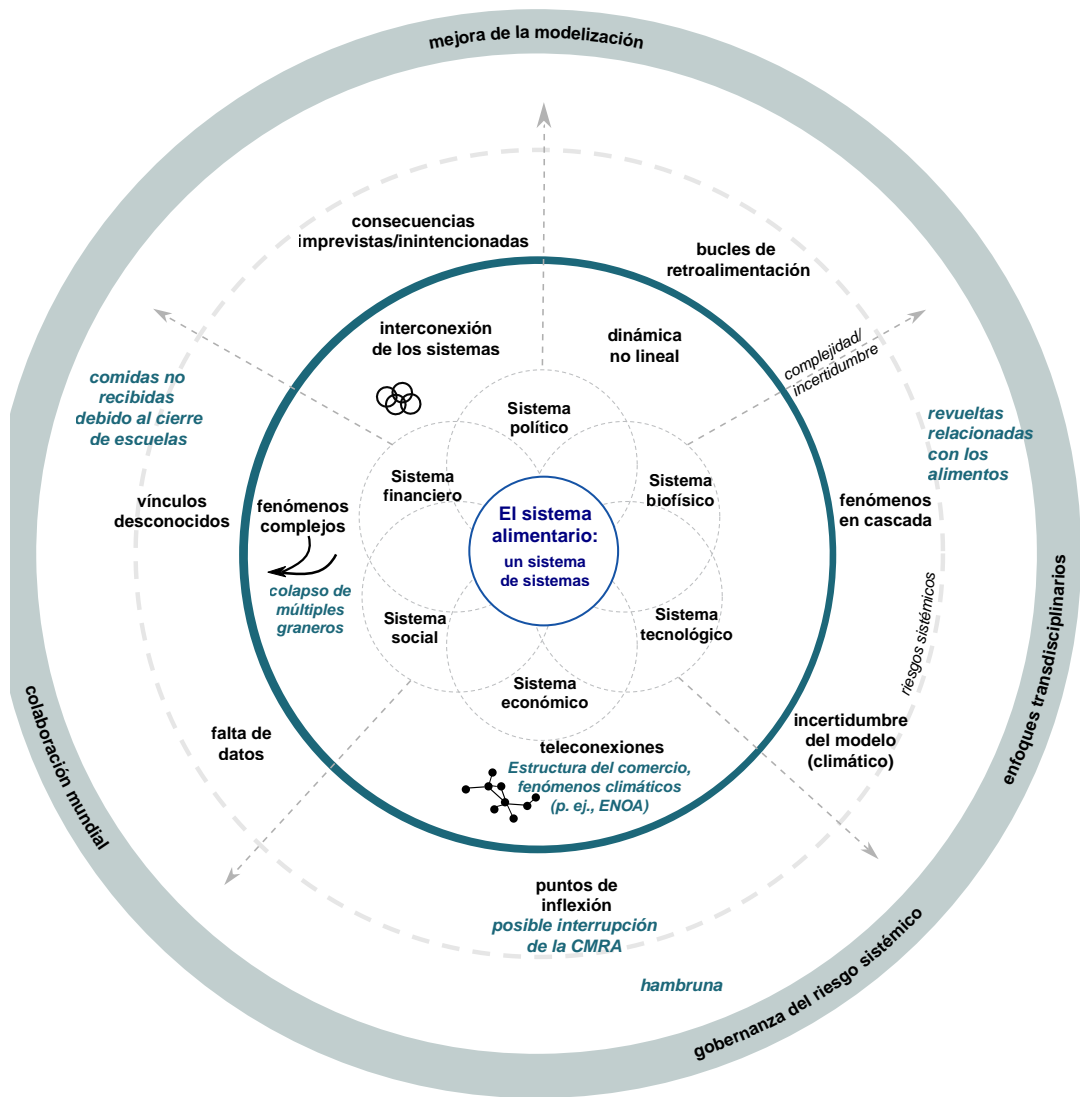 mejora de la modelización
consecuencias
imprevistas/inintencionadas
bucles de
retroalimentación
interconexión
de los sistemas
dinámica
no lineal
complejidad/
incertidumbre
comidas no
recibidas
debido al cierre
de escuelas
revueltas
relacionadas
con los
alimentos
Sistema
político
Sistema
financiero
Sistema
biofísico
vínculos
desconocidos
fenómenos
complejos
El sistema
alimentario:
un sistema
de sistemas
fenómenos
en cascada
colapso de
múltiples
graneros
Sistema
social
Sistema
tecnológico
riesgos sistémicos
enfoques transdisciplinarios
Sistema
económico
colaboración mundial
falta de
datos
incertidumbre
del modelo
(climático)
teleconexiones
Estructura del comercio,
fenómenos climáticos
(p. ej., ENOA)
puntos de
inflexión
posible interrupción
de la CMRA
hambruna
gobernanza del riesgo sistémico